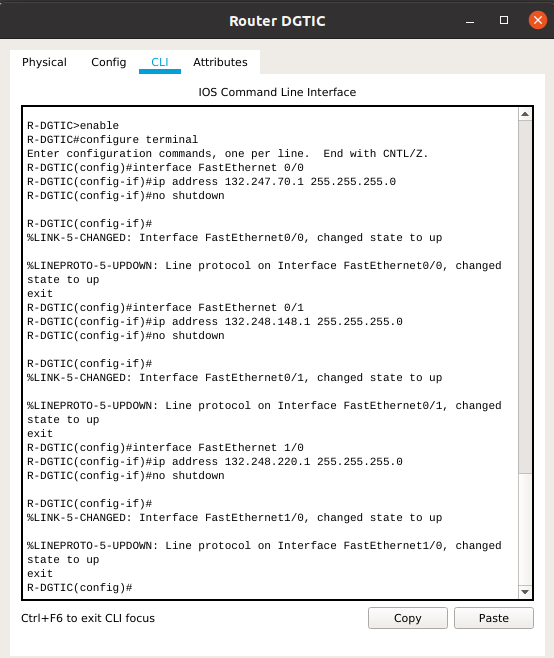 Router DGTIC
Physical Config CLI Attributes
IOS Command Line Interface
R-DGTIC>enable
R-DGTIC#configure terminal
Enter configuration commands, one per line.  End with CNTL/Z.
R-DGTIC(config)#interface FastEthernet 0/0
R-DGTIC(config-if)#ip address 132.247.70.1 255.255.255.0
R-DGTIC(config-if)#no shutdown
R-DGTIC(config-if)#
%LINK-5-CHANGED: Interface FastEthernet0/0, changed state to up
%LINEPROTO-5-UPDOWN: Line protocol on Interface FastEthernet0/0, changed
state to up
exit
R-DGTIC(config)#interface FastEthernet 0/1
R-DGTIC(config-if)#ip address 132.248.148.1 255.255.255.0
R-DGTIC(config-if)#no shutdown
R-DGTIC(config-if)#
%LINK-5-CHANGED: Interface FastEthernet0/1, changed state to up
%LINEPROTO-5-UPDOWN: Line protocol on Interface FastEthernet0/1, changed
state to up
exit
R-DGTIC(config)#interface FastEthernet 1/0
R-DGTIC(config-if)#ip address 132.248.220.1 255.255.255.0
R-DGTIC(config-if)#no shutdown
R-DGTIC(config-if)#
%LINK-5-CHANGED: Interface FastEthernet1/0, changed state to up
%LINEPROTO-5-UPDOWN: Line protocol on Interface FastEthernet1/0, changed
state to up
exit
R-DGTIC(config)#
Ctrl+F6 to exit CLI focus Copy Paste